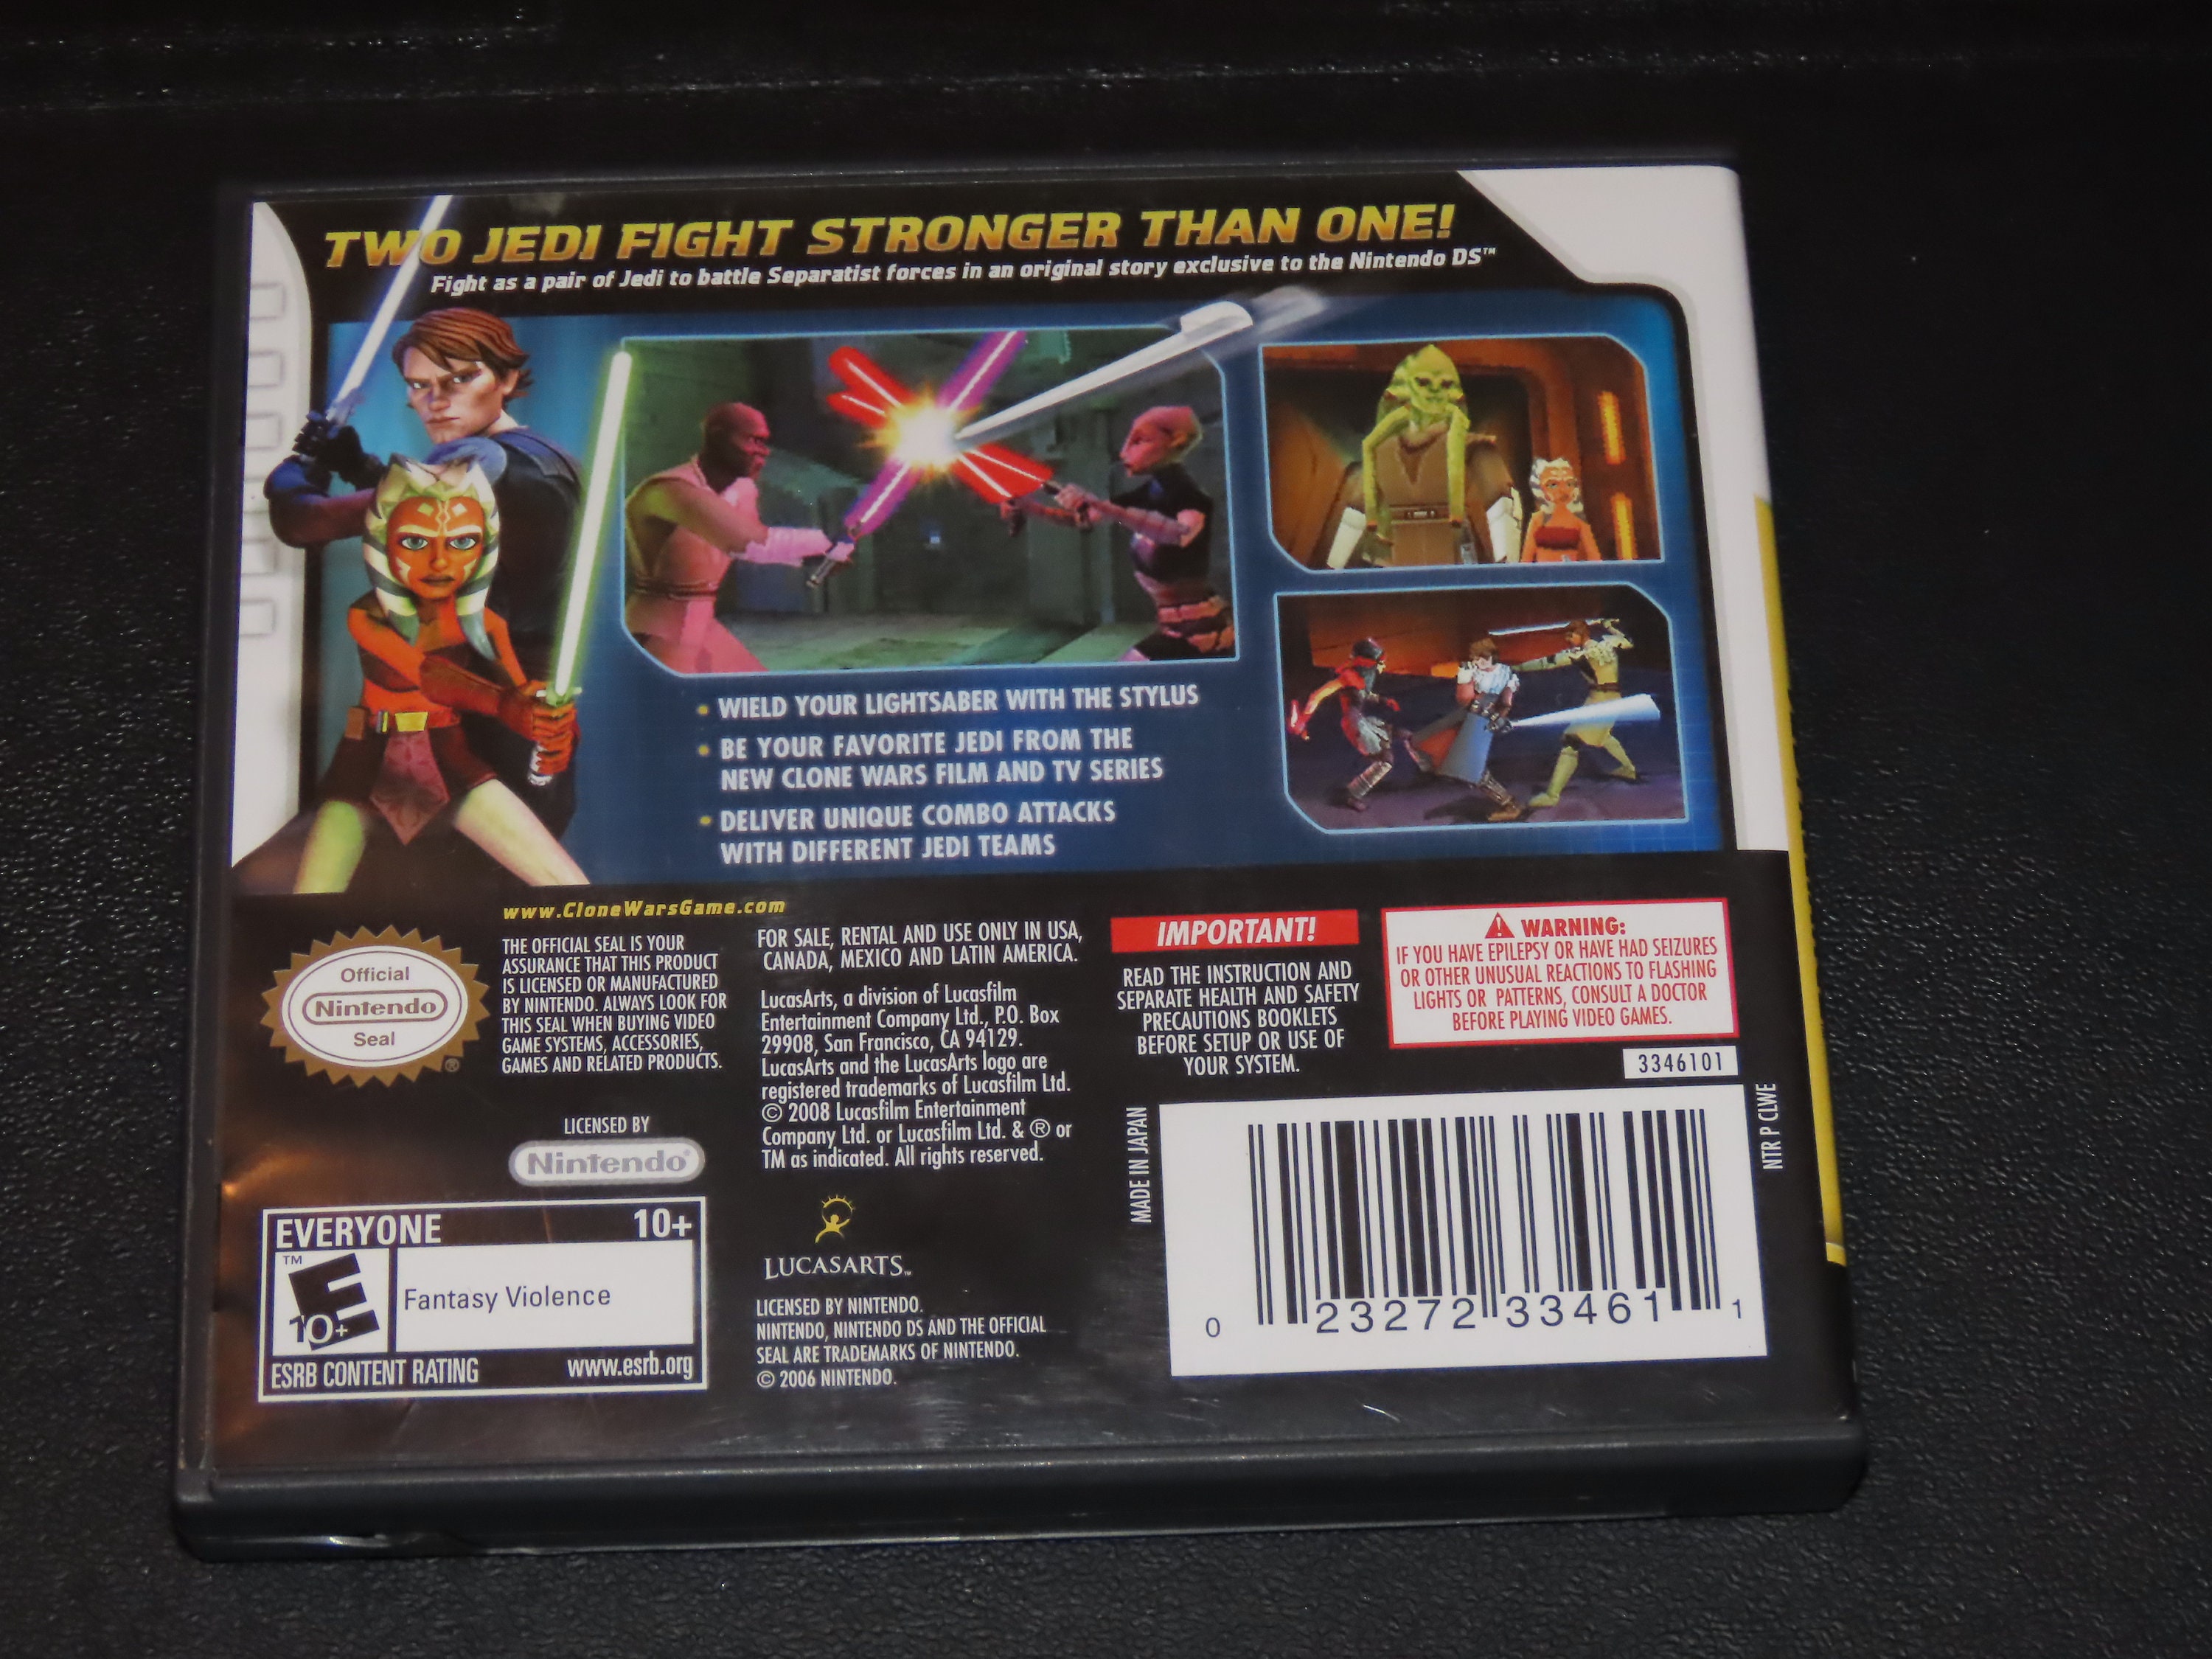 TWO JEDI FIGHT STRONGER THAN ONE!
Fight as a pair of Jedi to battle Separatist forces in an original story exclusive to the Nintendo DS™
• WIELD YOUR LIGHTSABER WITH THE STYLUS
• BE YOUR FAVORITE JEDI FROM THE
NEW CLONE WARS FILM AND TV SERIES
• DELIVER UNIQUE COMBO ATTACKS
WITH DIFFERENT JEDI TEAMS
www.CloneWarsGame.com
Official
Nintendo
Seal
®
THE OFFICIAL SEAL IS YOUR
ASSURANCE THAT THIS PRODUCT
IS LICENSED OR MANUFACTURED
BY NINTENDO. ALWAYS LOOK FOR
THIS SEAL WHEN BUYING VIDEO
GAME SYSTEMS, ACCESSORIES,
GAMES AND RELATED PRODUCTS.
LICENSED BY
Nintendo®
EVERYONE 10+
TM
E
10+
Fantasy Violence
ESRB CONTENT RATING www.esrb.org
FOR SALE, RENTAL AND USE ONLY IN USA,
CANADA, MEXICO AND LATIN AMERICA.
LucasArts, a division of Lucasfilm
Entertainment Company Ltd., P.O. Box
29908, San Francisco, CA 94129.
LucasArts and the LucasArts logo are
registered trademarks of Lucasfilm Ltd.
© 2008 Lucasfilm Entertainment
Company Ltd. or Lucasfilm Ltd. & ® or
TM as indicated. All rights reserved.
LUCASARTS™
LICENSED BY NINTENDO.
NINTENDO, NINTENDO DS AND THE OFFICIAL
SEAL ARE TRADEMARKS OF NINTENDO.
© 2006 NINTENDO.
IMPORTANT!
READ THE INSTRUCTION AND
SEPARATE HEALTH AND SAFETY
PRECAUTIONS BOOKLETS
BEFORE SETUP OR USE OF
YOUR SYSTEM.
WARNING:
IF YOU HAVE EPILEPSY OR HAVE HAD SEIZURES
OR OTHER UNUSUAL REACTIONS TO FLASHING
LIGHTS OR PATTERNS, CONSULT A DOCTOR
BEFORE PLAYING VIDEO GAMES.
3346101
MADE IN JAPAN
NTR P CLWE
0 23272 33461 1